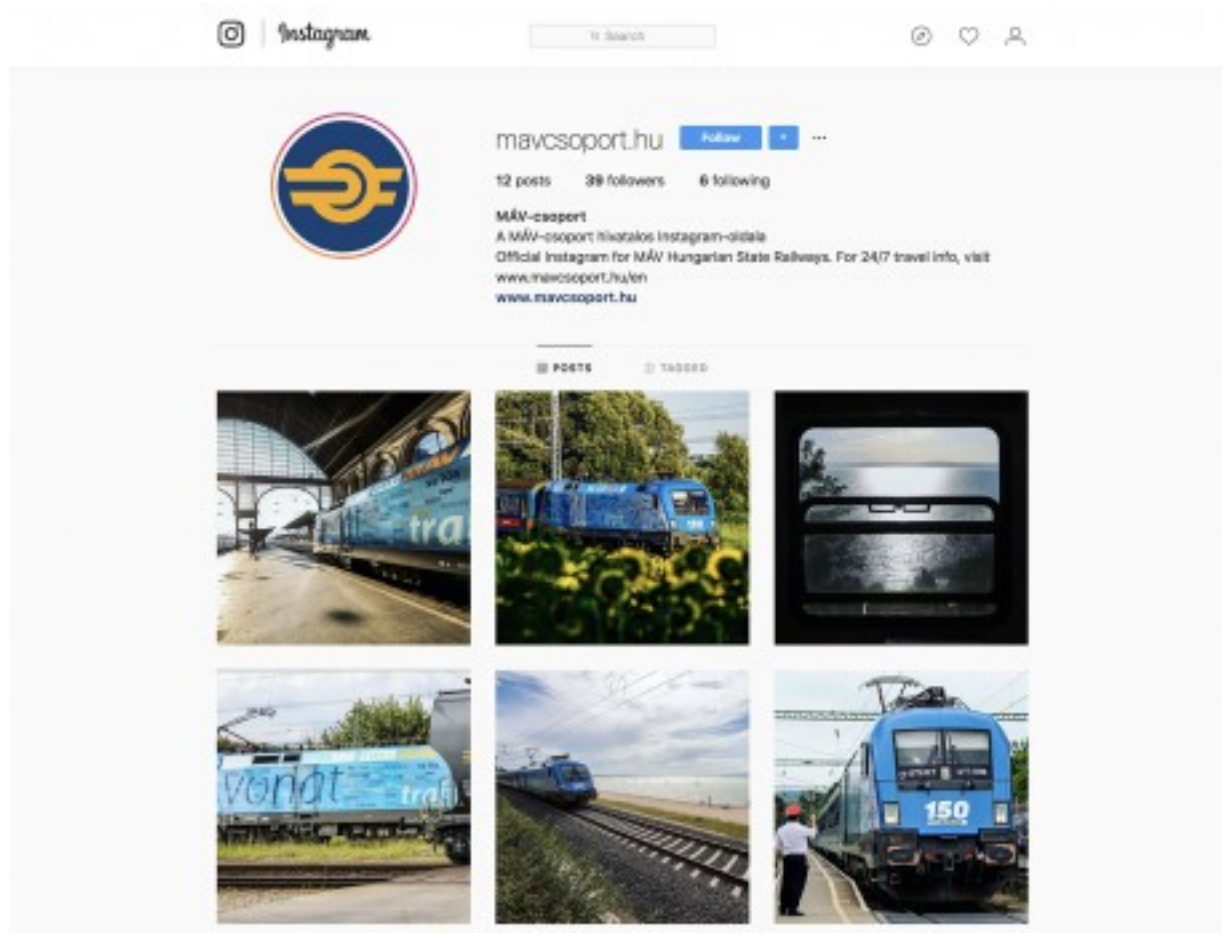 Instagram
Search
mavcsoport.hu
Follow
12 posts 39 followers 6 following
MÁV-csoport
A MÁV-csoport hivatalos Instagram-oldala
Official Instagram for MÁV Hungarian State Railways. For 24/7 travel info, visit
www.mavcsoport.hu/en
www.mavcsoport.hu
POSTS TAGGED
tra
vonat
150